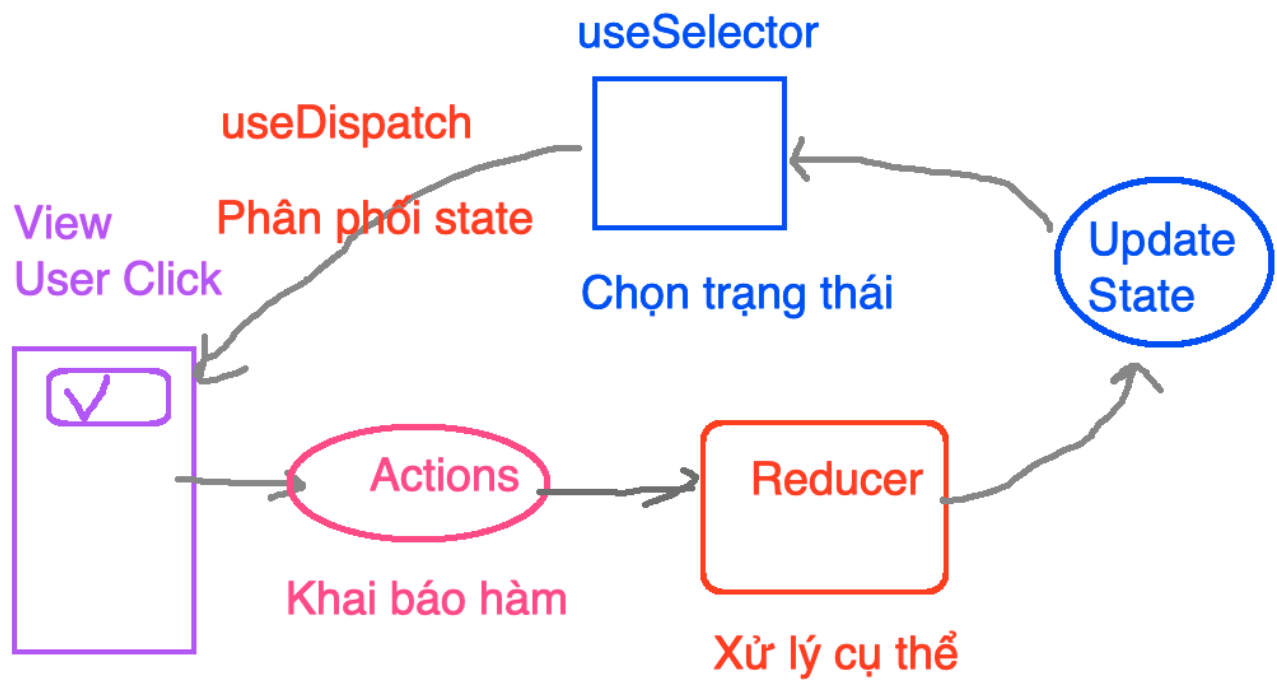 useSelector
useDispatch
Phân phối state
View
User Click
Update
State
Chọn trạng thái
Actions
Reducer
Khai báo hàm
Xử lý cụ thể